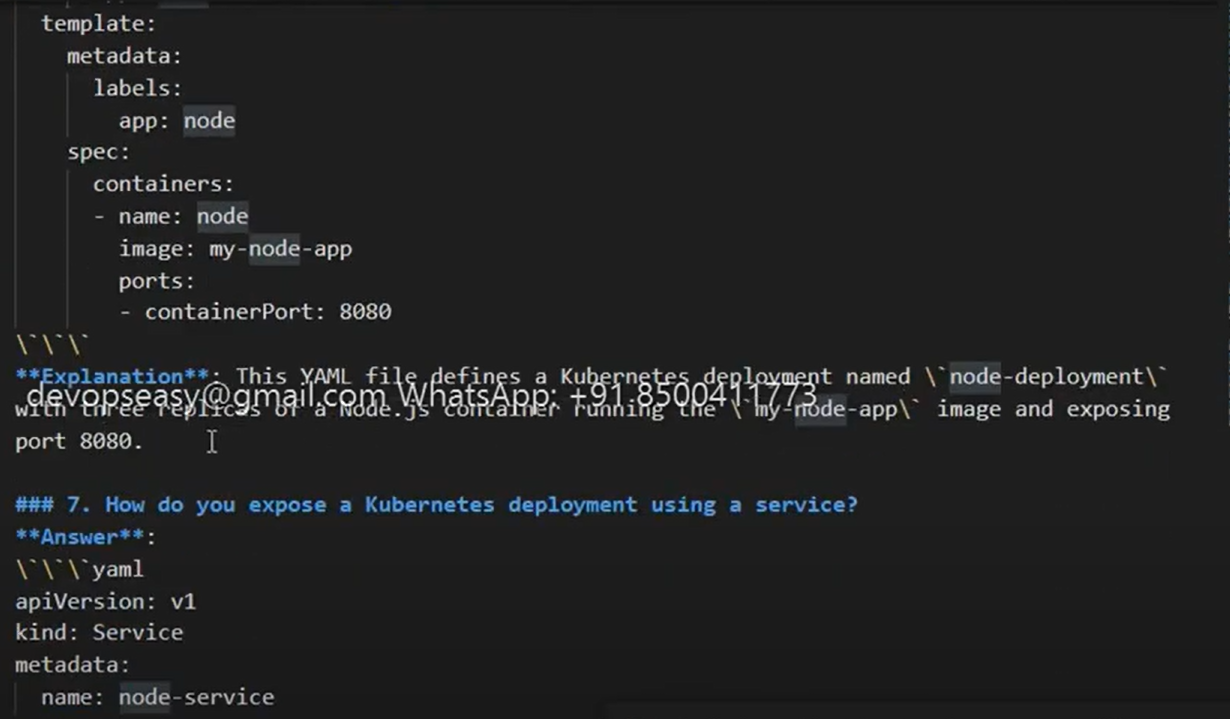 template:
metadata:
labels:
app: node
spec:
containers:
- name: node
image: my-node-app
ports:
- containerPort: 8080
\`\`\`
**Explanation**: This YAML file defines a Kubernetes deployment named \`node-deployment\`
devopseasy@gmail.com WhatsApp: +91 8500411773
with three replicas of a Node.js container running the \`my-node-app\` image and exposing
port 8080.
### 7. How do you expose a Kubernetes deployment using a service?
**Answer**:
\`\`\`yaml
apiVersion: v1
kind: Service
metadata:
name: node-service